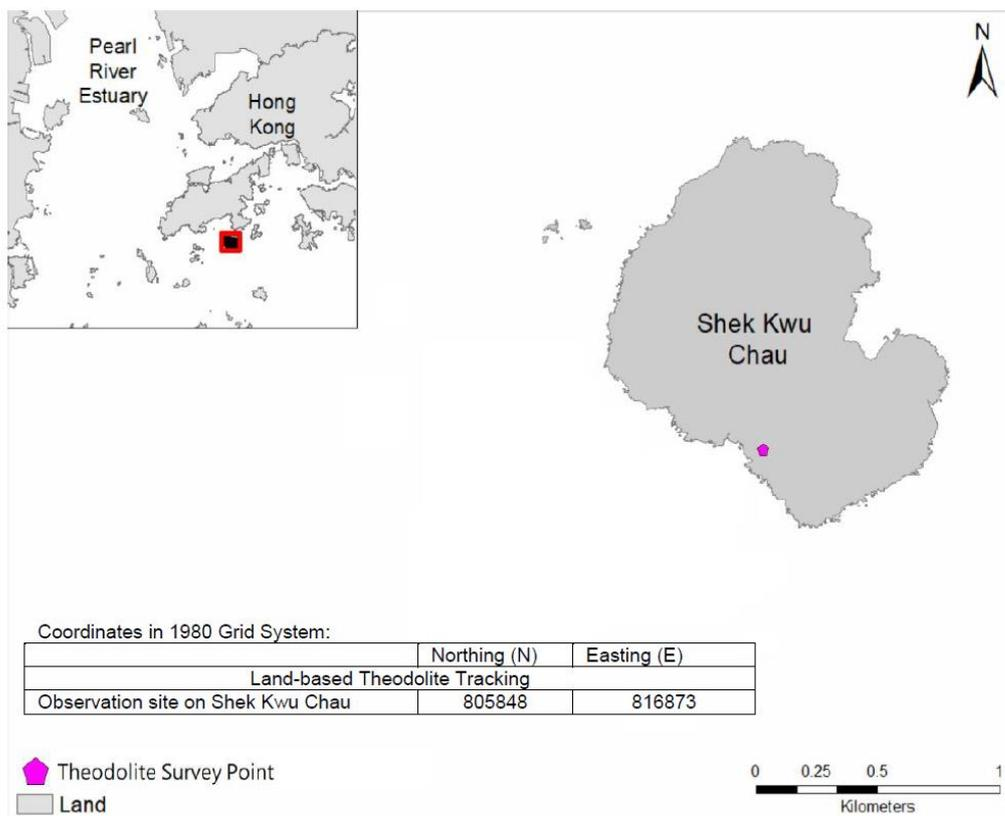 Pearl
River
Estuary
Hong
Kong
N
Shek Kwu
Chau
Coordinates in 1980 Grid System:
Northing (N) Easting (E)
Land-based Theodolite Tracking
Observation site on Shek Kwu Chau 805848 816873
Theodolite Survey Point
Land
0 0.25 0.5 1
Kilometers